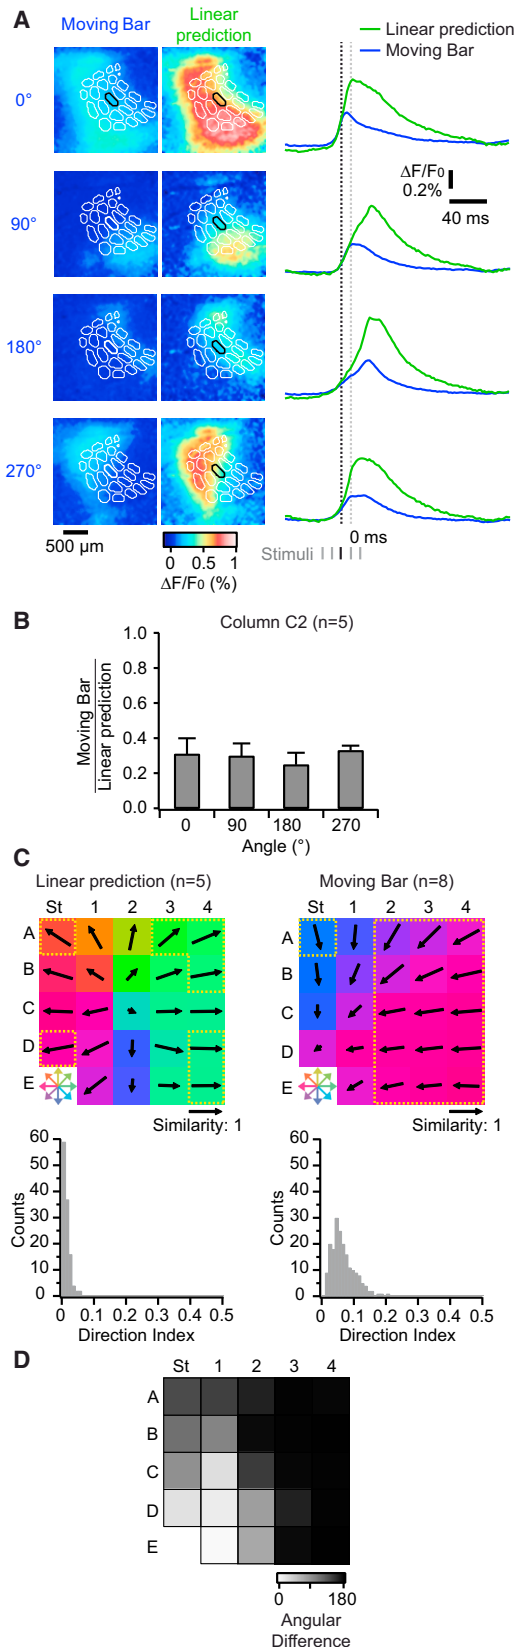 A
Moving Bar
Linear prediction
Linear prediction
Moving Bar
0°
ΔF/F0
0.2%
40 ms
90°
180°
270°
500 µm
0 0.5 1
ΔF/F0 (%)
0 ms
Stimuli
B
Column C2 (n=5)
Moving Bar
Linear prediction
1.0
0.8
0.6
0.4
0.2
0.0
0 90 180 270
Angle (°)
C
Linear prediction (n=5)
Moving Bar (n=8)
St 1 2 3 4
St 1 2 3 4
A
B
C
D
E
A
B
C
D
E
Similarity: 1
Similarity: 1
60
50
40
30
20
10
0
Counts
0 0.1 0.2 0.3 0.4 0.5
Direction Index
60
50
40
30
20
10
0
Counts
0 0.1 0.2 0.3 0.4 0.5
Direction Index
D
St 1 2 3 4
A
B
C
D
E
0 180
Angular
Difference